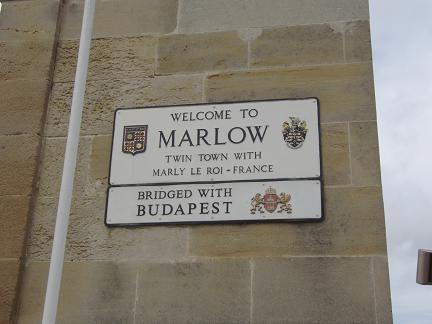 WELCOME TO
MARLOW
TWIN TOWN WITH
MARLY LE ROI - FRANCE
BRIDGED WITH
BUDAPEST